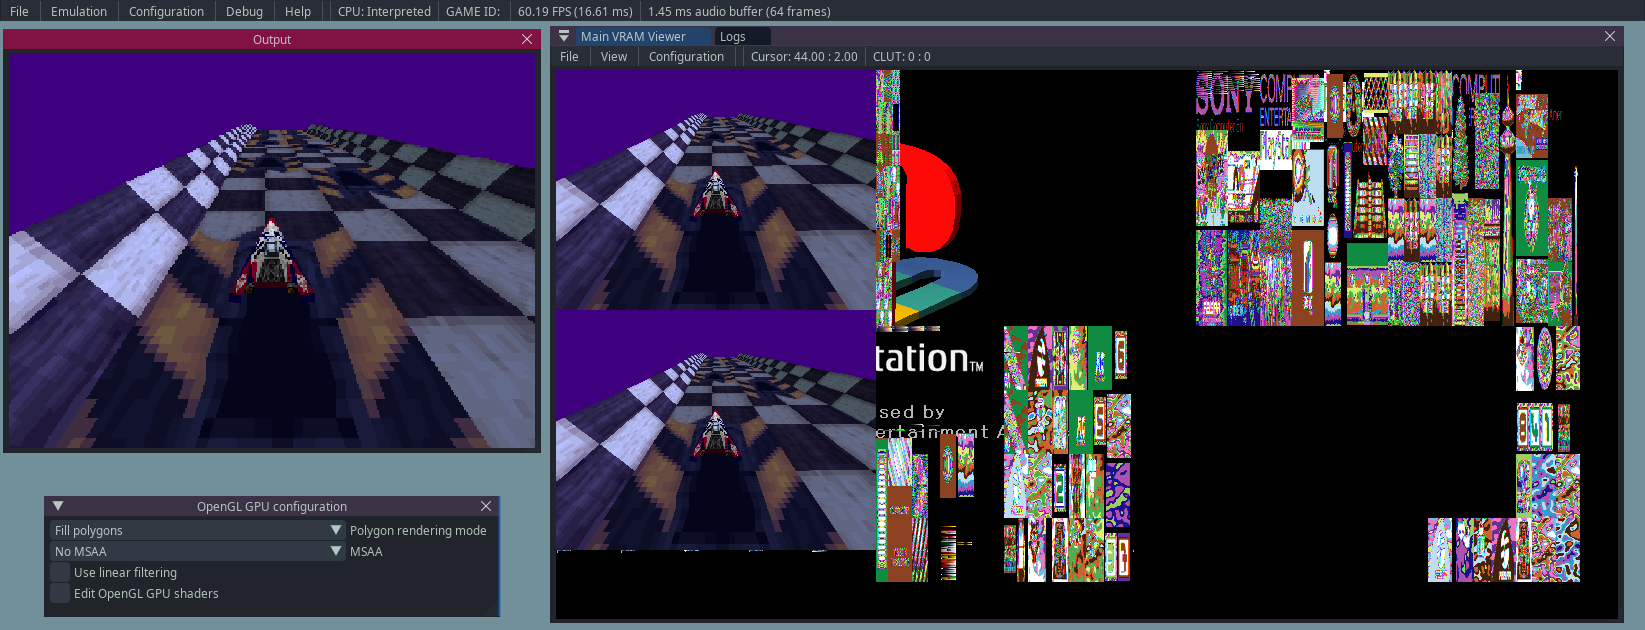 File Emulation Configuration Debug Help CPU: Interpreted GAME ID: 60.19 FPS (16.61 ms) 1.45 ms audio buffer (64 frames)
Output
Main VRAM Viewer Logs
File View Configuration Cursor: 44.00 : 2.00 CLUT: 0 : 0
SONY COMP
ENTERT
tation™
sed by
ertainment A
OpenGL GPU configuration
Fill polygons Polygon rendering mode
No MSAA MSAA
Use linear filtering
Edit OpenGL GPU shaders